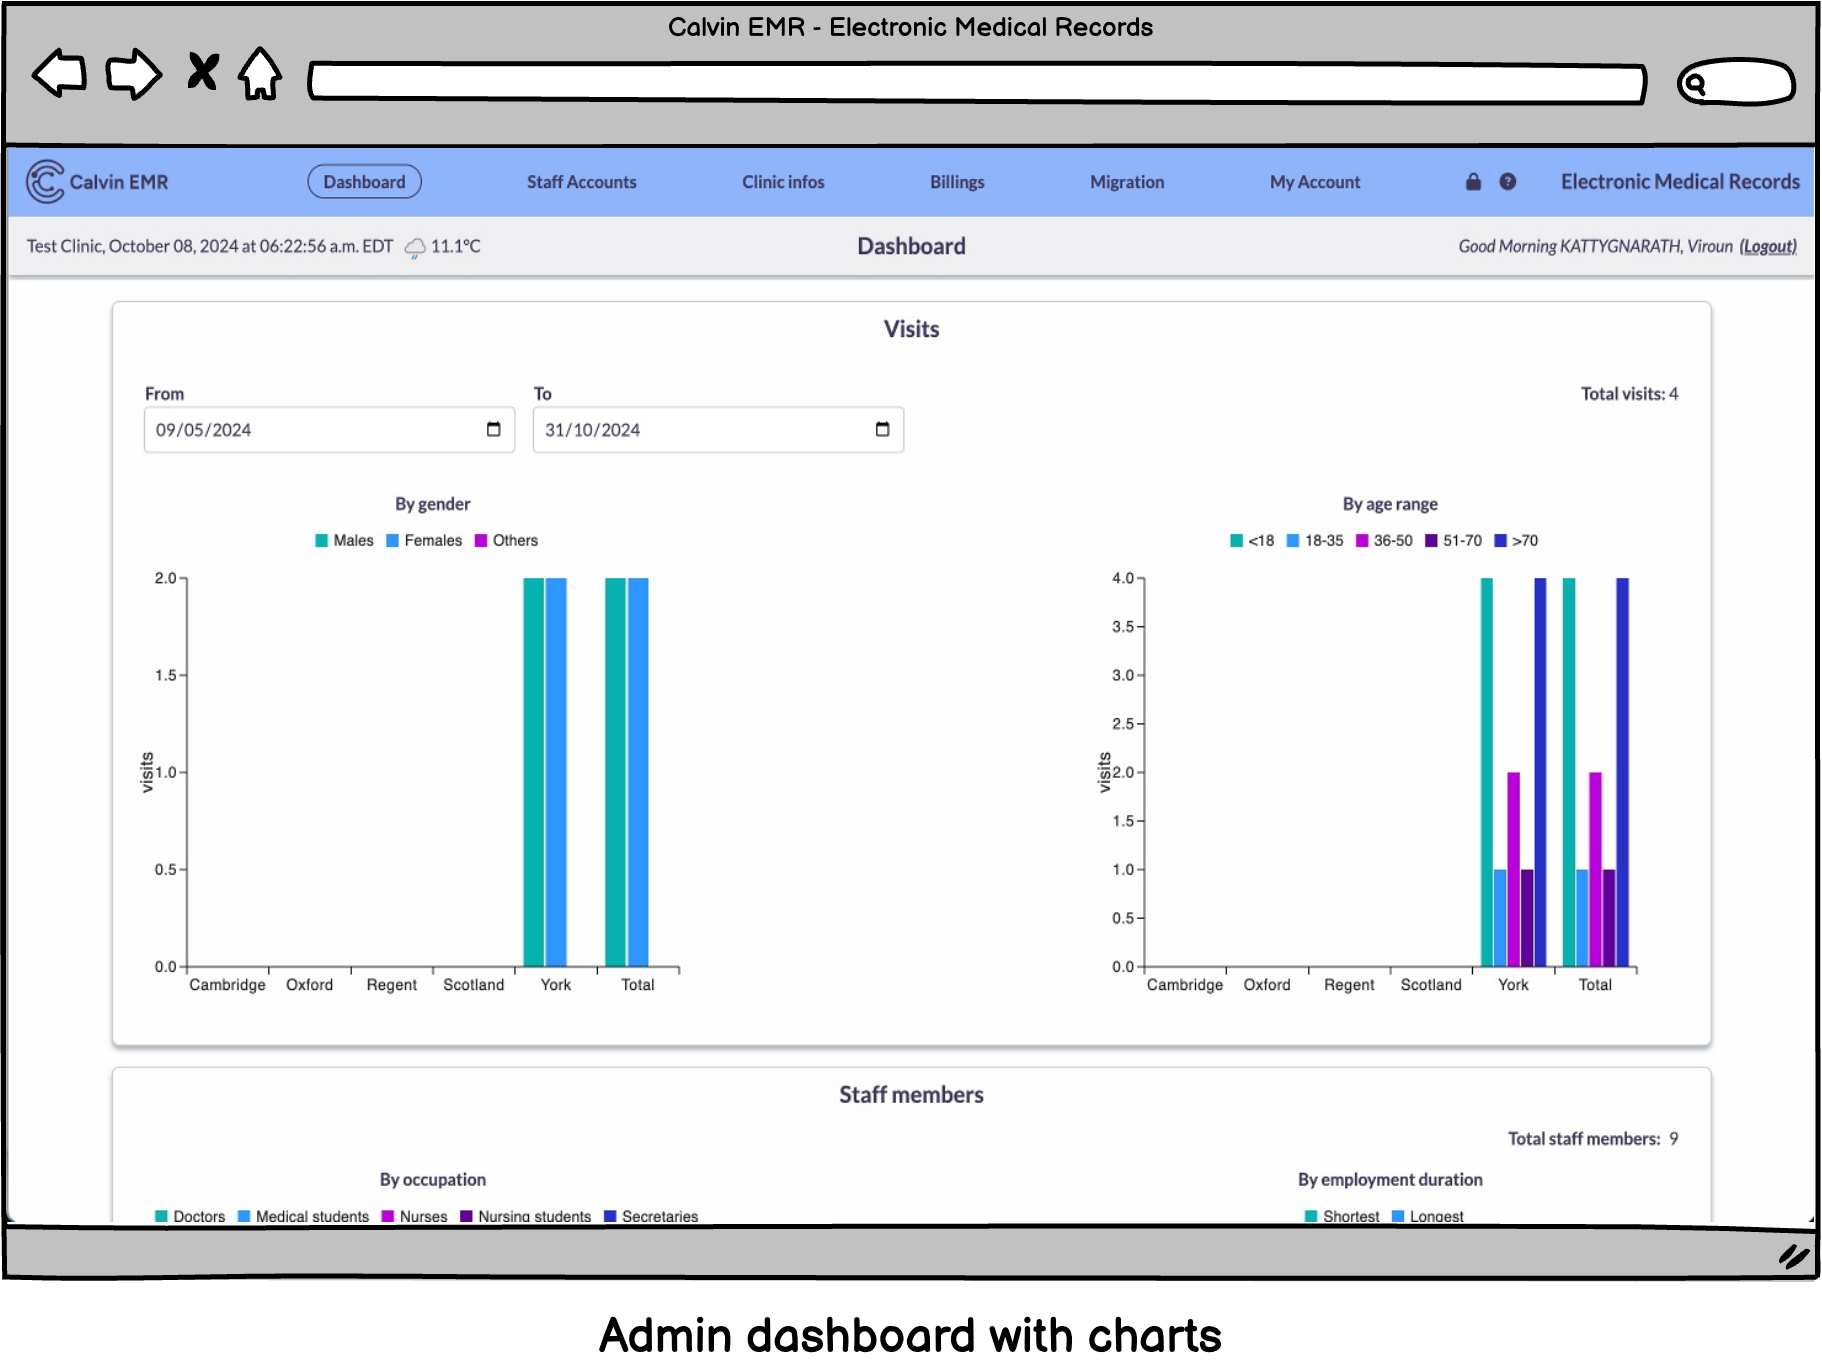 Calvin EMR - Electronic Medical Records
Calvin EMR Dashboard Staff Accounts Clinic infos Billings Migration My Account Electronic Medical Records
Test Clinic, October 08, 2024 at 06:22:56 a.m. EDT 11.1°C Dashboard Good Morning KATTYGNARATH, Viroun (Logout)
Visits
From To Total visits: 4
09/05/2024 31/10/2024
By gender
Males Females Others
2.0
1.5
1.0
0.5
0.0
visits
Cambridge Oxford Regent Scotland York Total
By age range
<18 18-35 36-50 51-70 >70
4.0
3.5
3.0
2.5
2.0
1.5
1.0
0.5
0.0
visits
Cambridge Oxford Regent Scotland York Total
Staff members
Total staff members: 9
By occupation
Doctors Medical students Nurses Nursing students Secretaries
By employment duration
Shortest Longest
Admin dashboard with charts